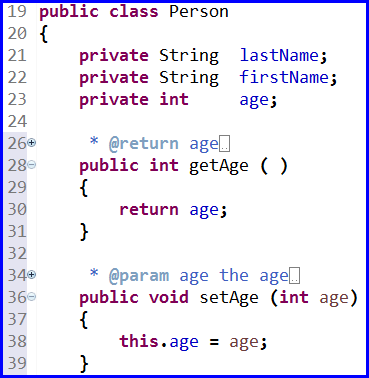 19 public class Person
20 {
21     private String  lastName;
22     private String  firstName;
23     private int     age;
24
26      * @return age
28     public int getAge ( )
29     {
30         return age;
31     }
32
34      * @param age the age
36     public void setAge (int age)
37     {
38         this.age = age;
39     }